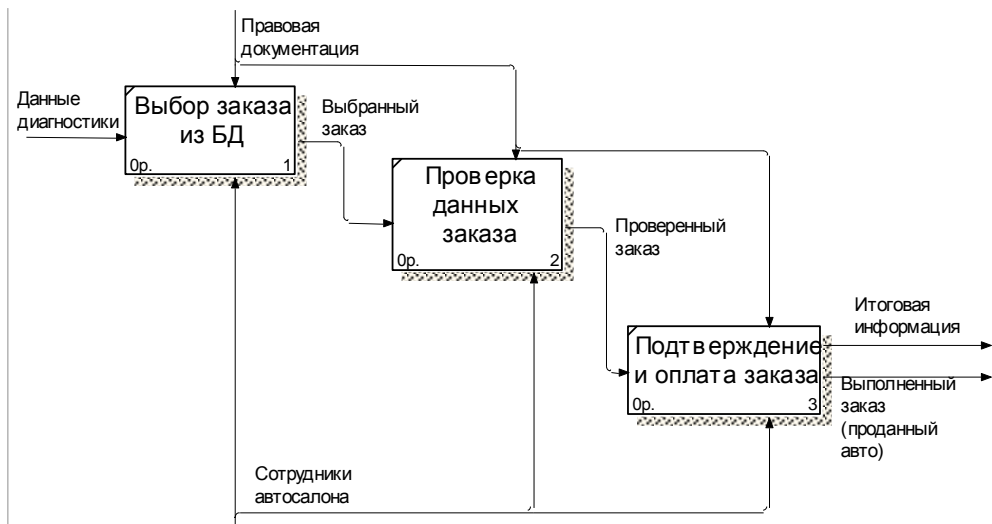 Правовая
документация
Данные
диагностики
Выбор заказа
из БД
0р.
1
Выбранный
заказ
Проверка
данных
заказа
0р.
2
Проверенный
заказ
Подтверждение
и оплата заказа
0р.
3
Итоговая
информация
Выполненный
заказ
(проданный
авто)
Сотрудники
автосалона